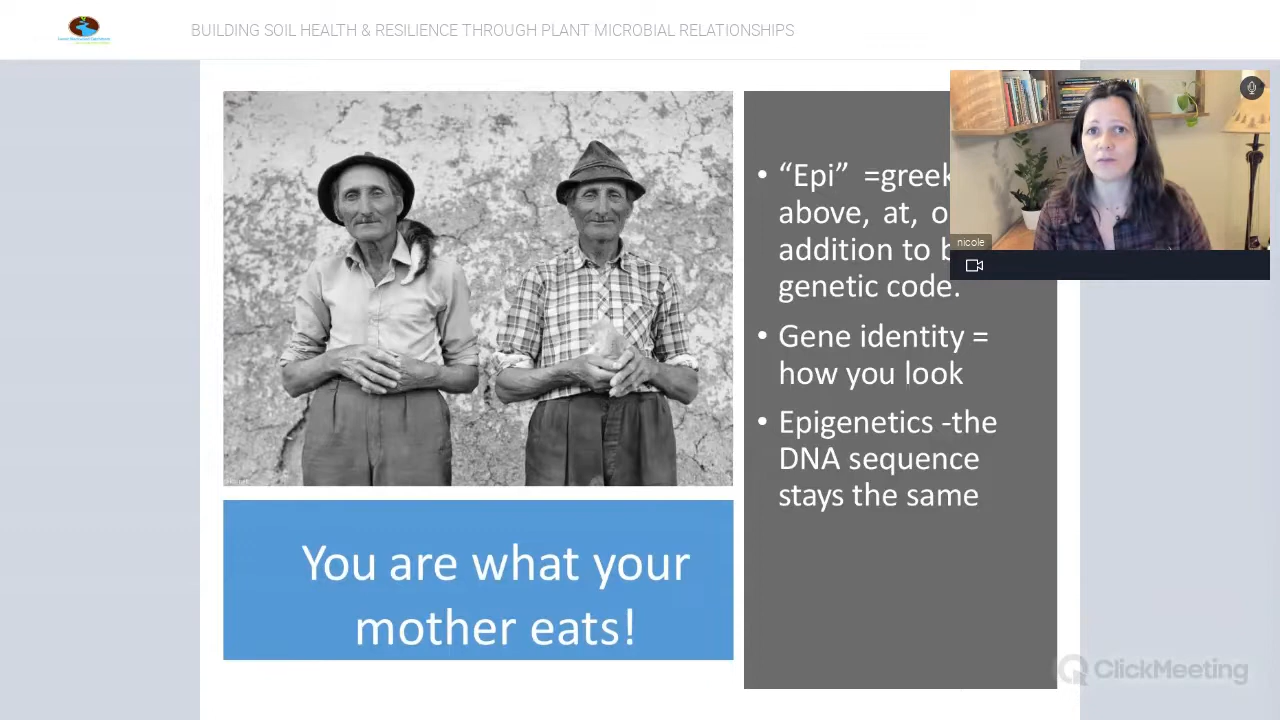 BUILDING SOIL HEALTH & RESILIENCE THROUGH PLANT MICROBIAL RELATIONSHIPS
• “Epi” =greek
above, at,
addition to
genetic code.
• Gene identity =
how you look
• Epigenetics -the
DNA sequence
stays the same
nicole
You are what your
mother eats!
ClickMeeting